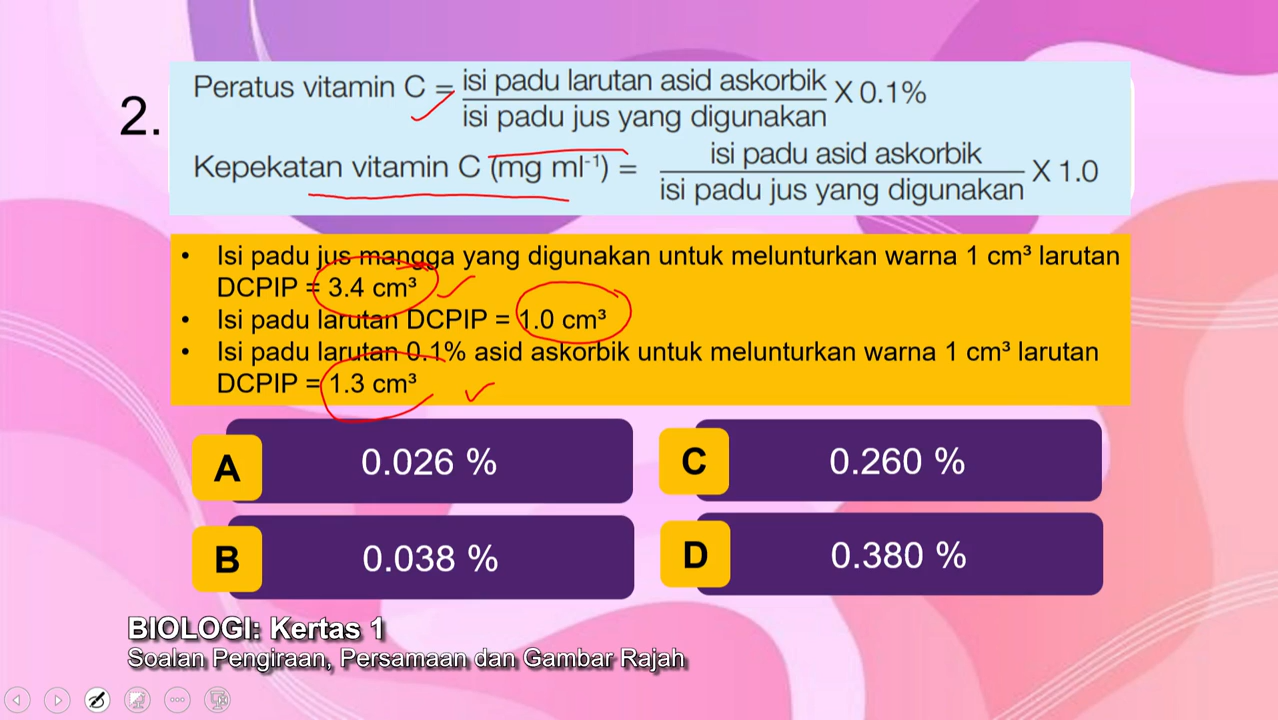 2.
Peratus vitamin C = isi padu larutan asid askorbik / isi padu jus yang digunakan X 0.1%
Kepekatan vitamin C (mg ml⁻¹) = isi padu asid askorbik / isi padu jus yang digunakan X 1.0
• Isi padu jus mangga yang digunakan untuk melunturkan warna 1 cm³ larutan
DCPIP = 3.4 cm³
• Isi padu larutan DCPIP = 1.0 cm³
• Isi padu larutan 0.1% asid askorbik untuk melunturkan warna 1 cm³ larutan
DCPIP = 1.3 cm³
A 0.026 %
B 0.038 %
C 0.260 %
D 0.380 %
BIOLOGI: Kertas 1
Soalan Pengiraan, Persamaan dan Gambar Rajah